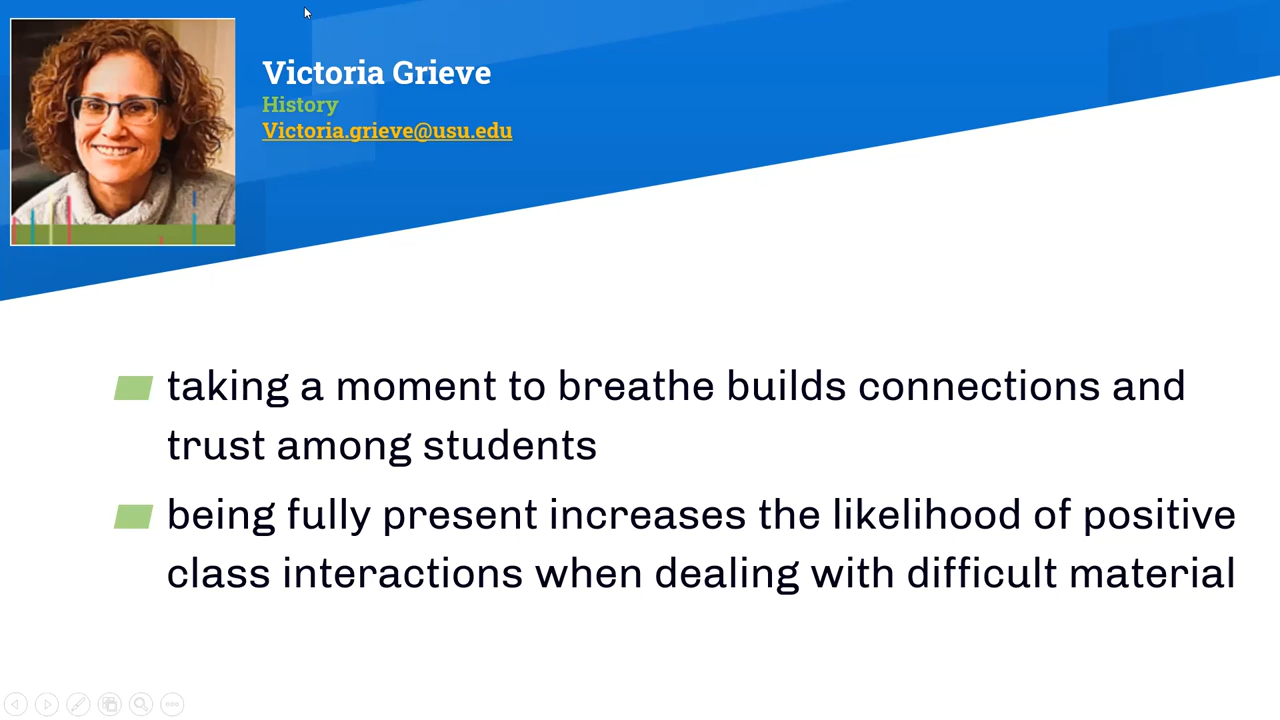 Victoria Grieve
History
Victoria.grieve@usu.edu
taking a moment to breathe builds connections and
trust among students
being fully present increases the likelihood of positive
class interactions when dealing with difficult material